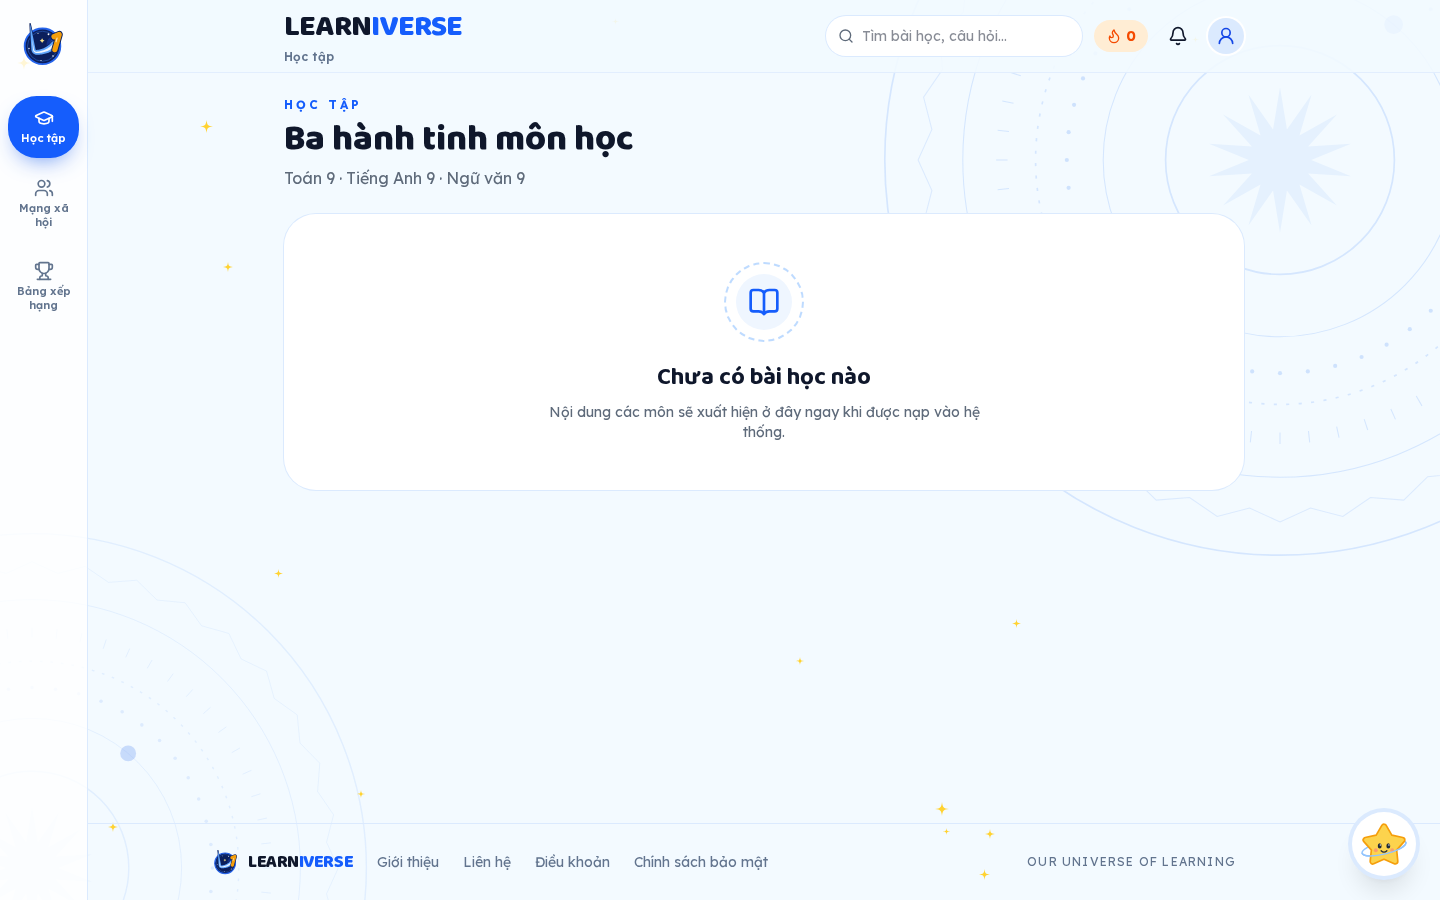 LEARNIVERSE
Học tập
Tìm bài học, câu hỏi...
0
Học tập
Mạng xã
hội
Bảng xếp
hạng
HỌC TẬP
Ba hành tinh môn học
Toán 9 · Tiếng Anh 9 · Ngữ văn 9
Chưa có bài học nào
Nội dung các môn sẽ xuất hiện ở đây ngay khi được nạp vào hệ
thống.
LEARNIVERSE
Giới thiệu
Liên hệ
Điều khoản
Chính sách bảo mật
OUR UNIVERSE OF LEARNING